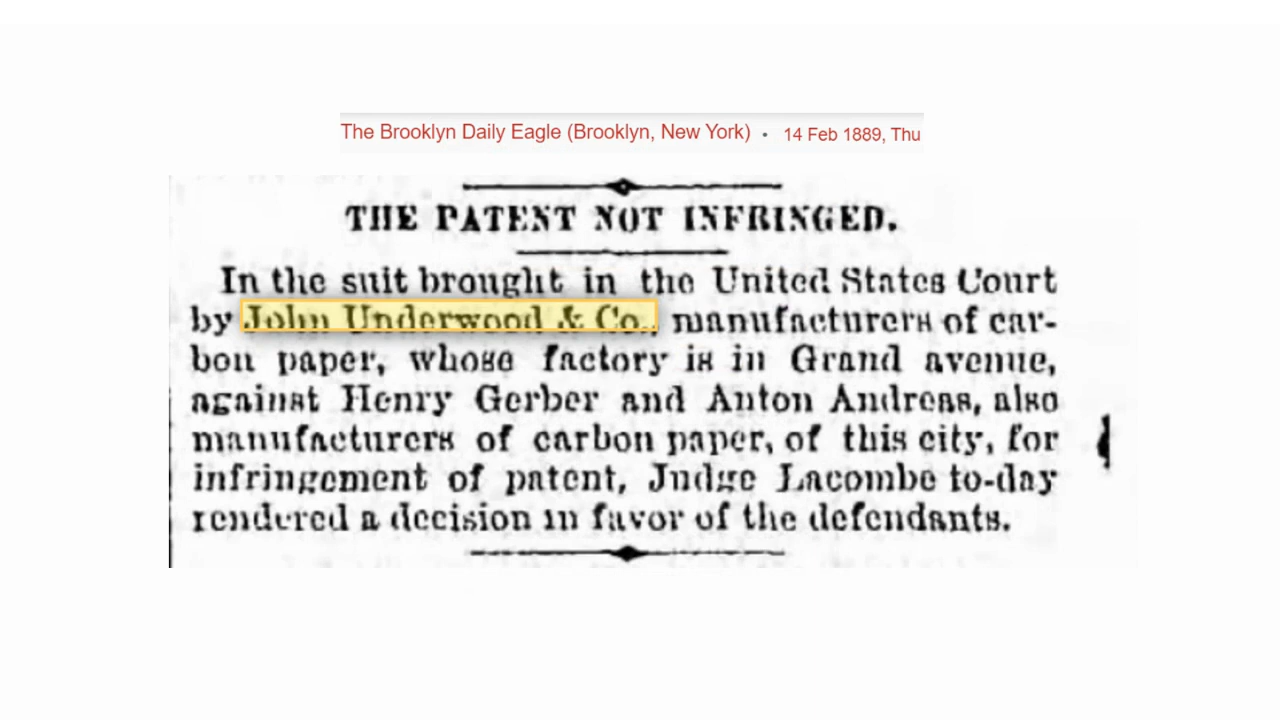 The Brooklyn Daily Eagle (Brooklyn, New York) • 14 Feb 1889, Thu
THE PATENT NOT INFRINGED.
In the suit brought in the United States Court
by John Underwood & Co., manufacturers of car-
bon paper, whose factory is in Grand avenue,
against Henry Gerber and Anton Andreas, also
manufacturers of carbon paper, of this city, for
infringement of patent, Judge Lacombe to-day
rendered a decision in favor of the defendants.